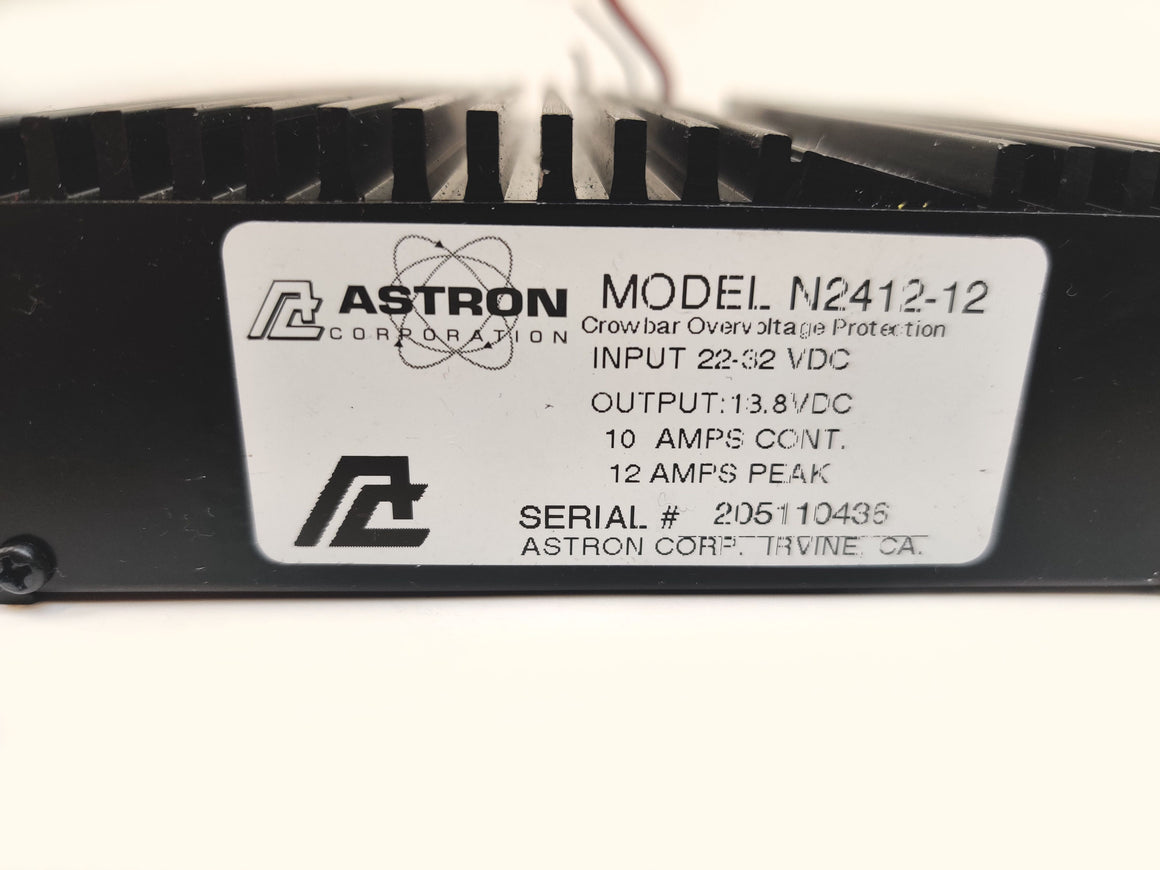 ASTRON
CORPORATION
MODEL N2412-12
Crowbar Overvoltage Protection
INPUT 22-32 VDC
OUTPUT: 13.8VDC
10 AMPS CONT.
12 AMPS PEAK
SERIAL # 205110436
ASTRON CORP. IRVINE, CA.